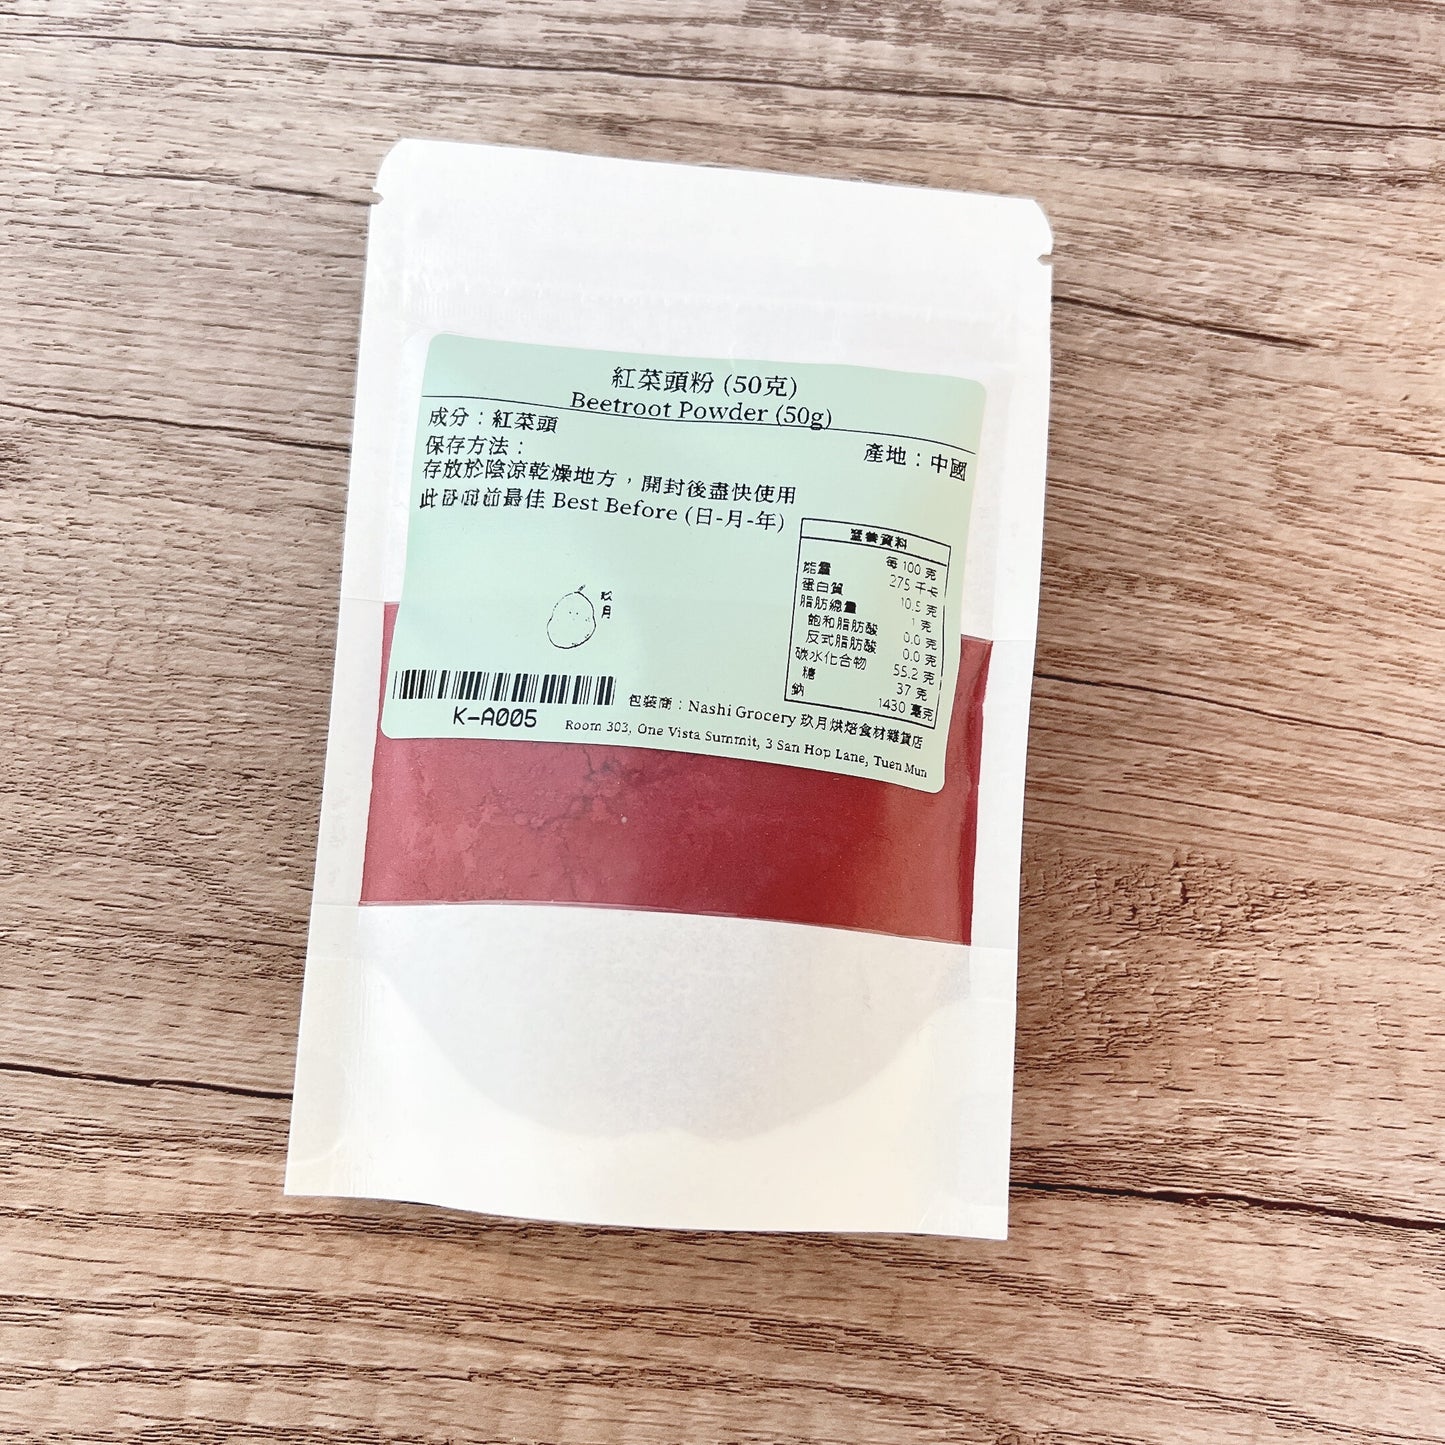 紅菜頭粉 (50克)
Beetroot Powder (50g)
成分：紅菜頭
產地：中國
保存方法：
存放於陰涼乾燥地方，開封後盡快使用
此日期前最佳 Best Before (日-月-年)
營養資料
每 100 克
能量 275 千卡
蛋白質 10.5 克
脂肪總量 1 克
飽和脂肪酸 0.0 克
反式脂肪酸 0.0 克
碳水化合物 55.2 克
糖 37 克
鈉 1430 毫克
玖月
K-A005
包裝商：Nashi Grocery 玖月烘焙食材雜貨店
Room 303, One Vista Summit, 3 San Hop Lane, Tuen Mun